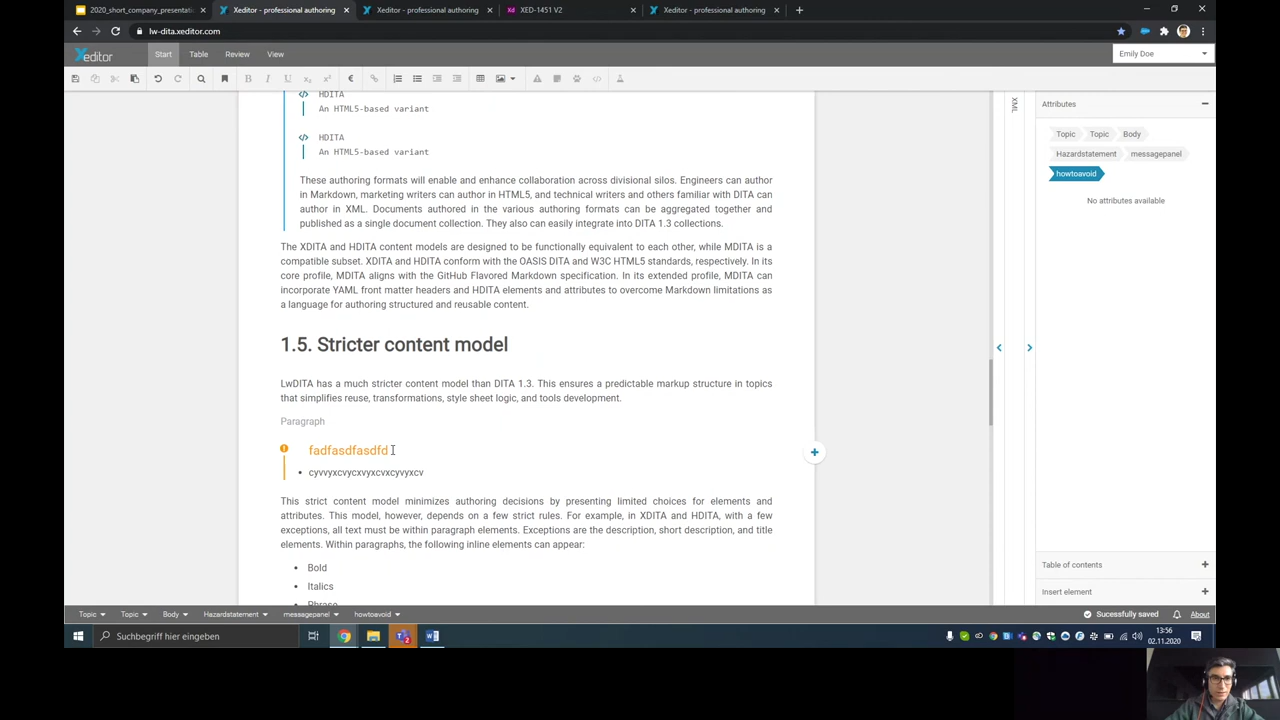 2020_short_company_presentati
Xeditor - professional authoring
Xeditor - professional authoring
XED-1451 V2
Xeditor - professional authoring
lw-dita.xeditor.com
Xeditor
Start
Table
Review
View
Emily Doe
HDITA
An HTML5-based variant
HDITA
An HTML5-based variant
These authoring formats will enable and enhance collaboration across divisional silos. Engineers can author
in Markdown, marketing writers can author in HTML5, and technical writers and others familiar with DITA can
author in XML. Documents authored in the various authoring formats can be aggregated together and
published as a single document collection. They also can easily integrate into DITA 1.3 collections.
The XDITA and HDITA content models are designed to be functionally equivalent to each other, while MDITA is a
compatible subset. XDITA and HDITA conform with the OASIS DITA and W3C HTML5 standards, respectively. In its
core profile, MDITA aligns with the GitHub Flavored Markdown specification. In its extended profile, MDITA can
incorporate YAML front matter headers and HDITA elements and attributes to overcome Markdown limitations as
a language for authoring structured and reusable content.
1.5. Stricter content model
LwDITA has a much stricter content model than DITA 1.3. This ensures a predictable markup structure in topics
that simplifies reuse, transformations, style sheet logic, and tools development.
Paragraph
fadfasdfasdfd
• cyvvyxcvycxvyxcvxcyvyxcv
This strict content model minimizes authoring decisions by presenting limited choices for elements and
attributes. This model, however, depends on a few strict rules. For example, in XDITA and HDITA, with a few
exceptions, all text must be within paragraph elements. Exceptions are the description, short description, and title
elements. Within paragraphs, the following inline elements can appear:
• Bold
• Italics
• Phrase
XML
Attributes
Topic Topic Body
Hazardstatement messagepanel
howtoavoid
No attributes available
Table of contents
Insert element
Topic Topic Body Hazardstatement messagepanel howtoavoid
Sucessfully saved
About
Suchbegriff hier eingeben
13:56
02.11.2020